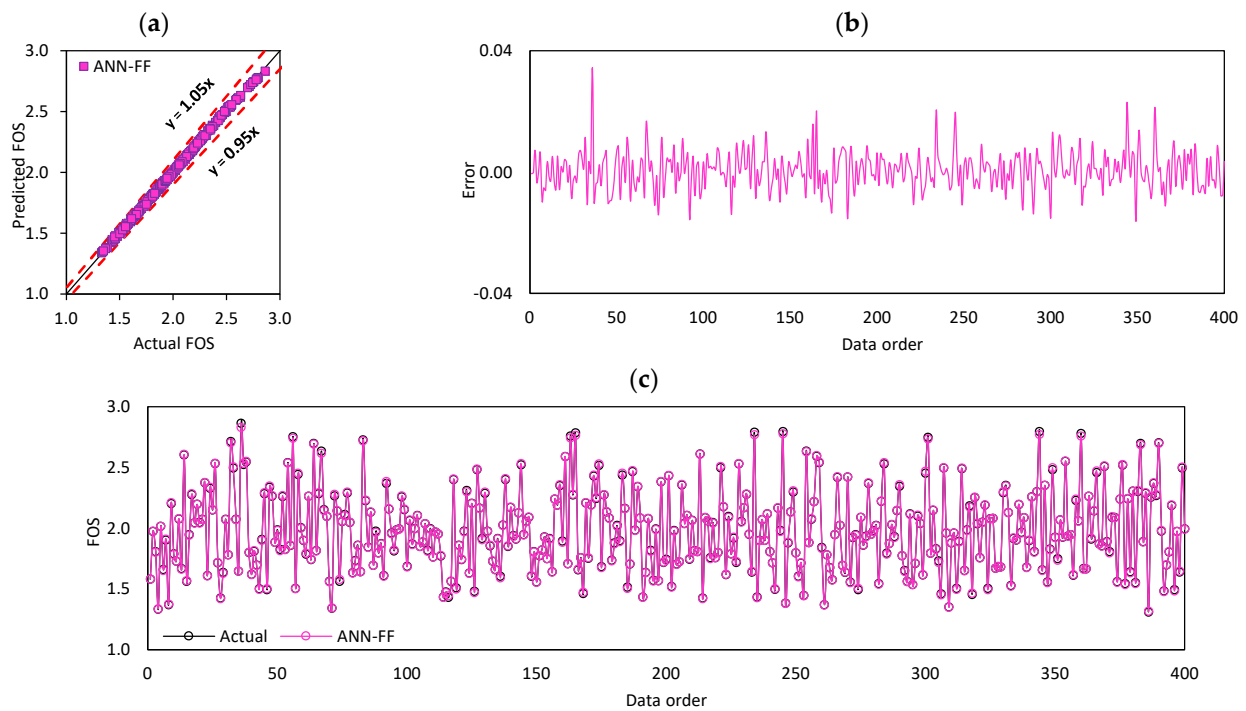 (a)
3.0
2.5
2.0
1.5
1.0
Predicted FOS
ANN-FF
y = 1.05x
y = 0.95x
1.0 1.5 2.0 2.5 3.0
Actual FOS
(b)
0.04
0.00
-0.04
Error
0 50 100 150 200 250 300 350 400
Data order
(c)
3.0
2.5
2.0
1.5
1.0
FOS
Actual ANN-FF
0 50 100 150 200 250 300 350 400
Data order